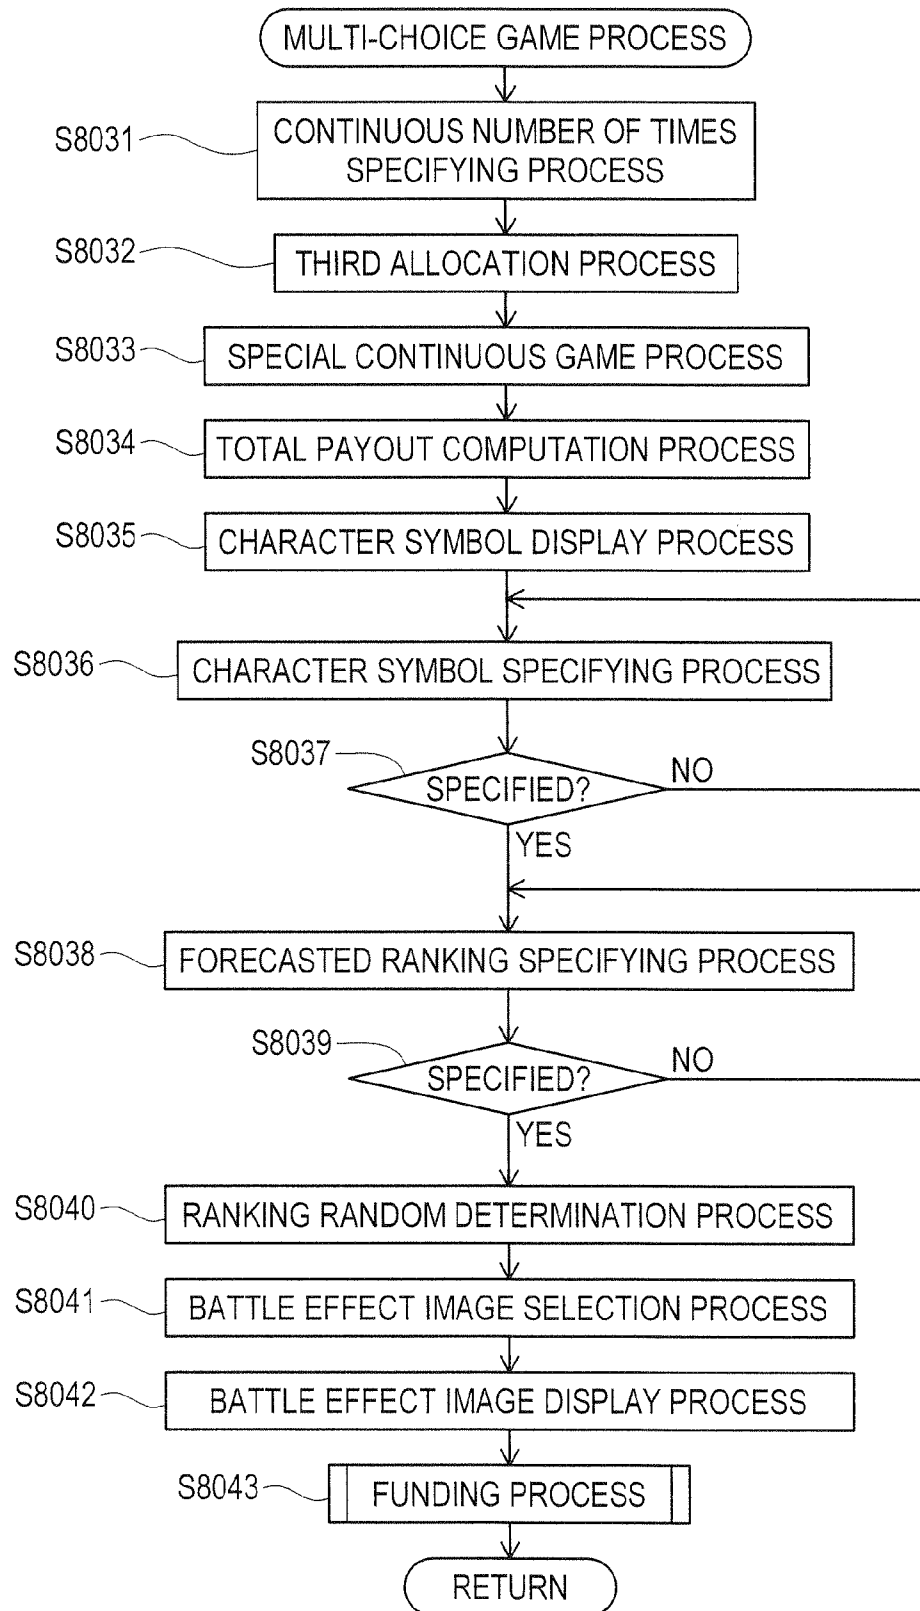 MULTI-CHOICE GAME PROCESS
S8031
CONTINUOUS NUMBER OF TIMES
SPECIFYING PROCESS
S8032
THIRD ALLOCATION PROCESS
S8033
SPECIAL CONTINUOUS GAME PROCESS
S8034
TOTAL PAYOUT COMPUTATION PROCESS
S8035
CHARACTER SYMBOL DISPLAY PROCESS
S8036
CHARACTER SYMBOL SPECIFYING PROCESS
S8037
SPECIFIED?
NO
YES
S8038
FORECASTED RANKING SPECIFYING PROCESS
S8039
SPECIFIED?
NO
YES
S8040
RANKING RANDOM DETERMINATION PROCESS
S8041
BATTLE EFFECT IMAGE SELECTION PROCESS
S8042
BATTLE EFFECT IMAGE DISPLAY PROCESS
S8043
FUNDING PROCESS
RETURN